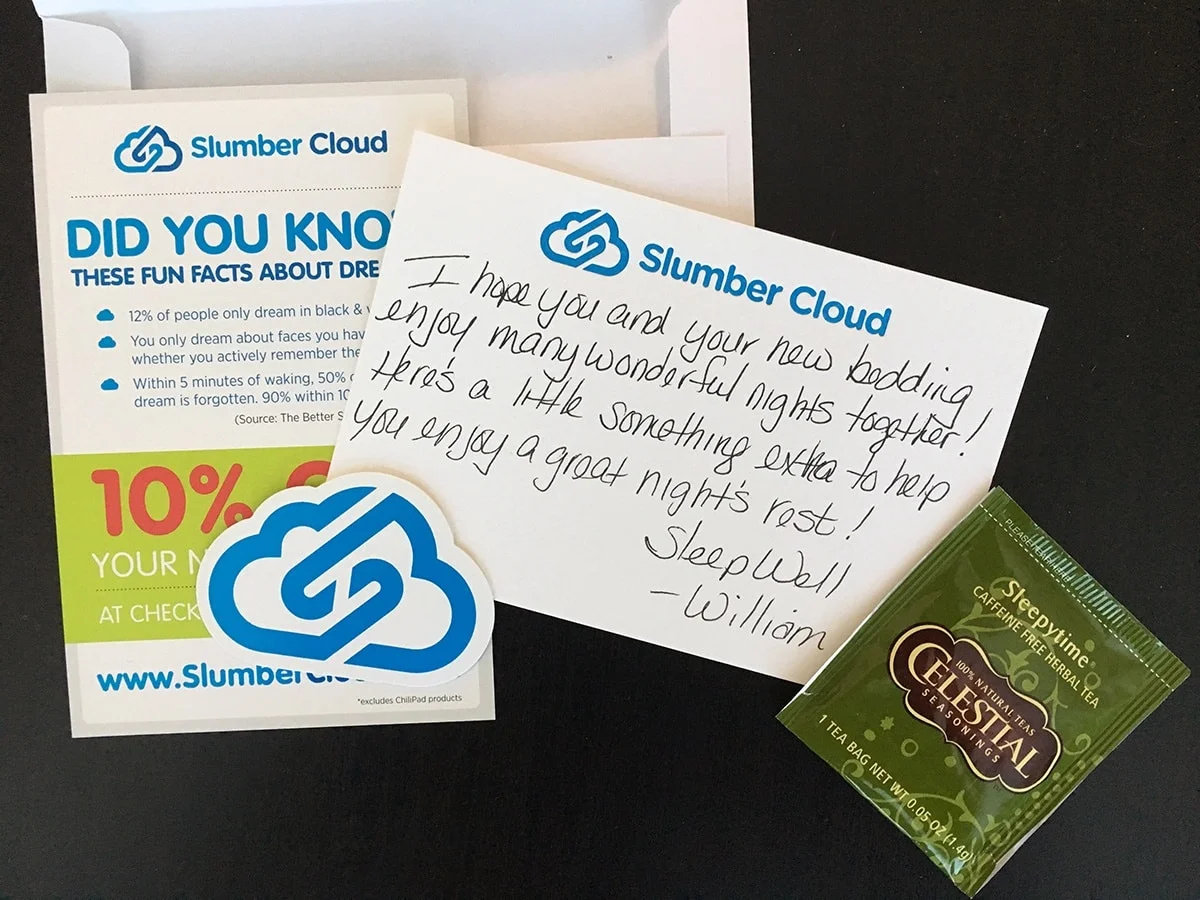 Slumber Cloud
DID YOU KNO
THESE FUN FACTS ABOUT DRE
12% of people only dream in black &
You only dream about faces you hav
whether you actively remember the
Within 5 minutes of waking, 50%
dream is forgotten. 90% within 10
(Source: The Better S
10%
YOUR N
AT CHECK
www.SlumberClo
*excludes ChiliPad products
Slumber Cloud
I hope you and your new bedding
enjoy many wonderful nights together!
Here's a little something extra to help
you enjoy a great night's rest!
Sleep Well
-William
Sleepytime
CAFFEINE FREE HERBAL TEA
100% NATURAL TEAS
CELESTIAL
SEASONINGS
1 TEA BAG NET WT 0.05 OZ (1.4g)